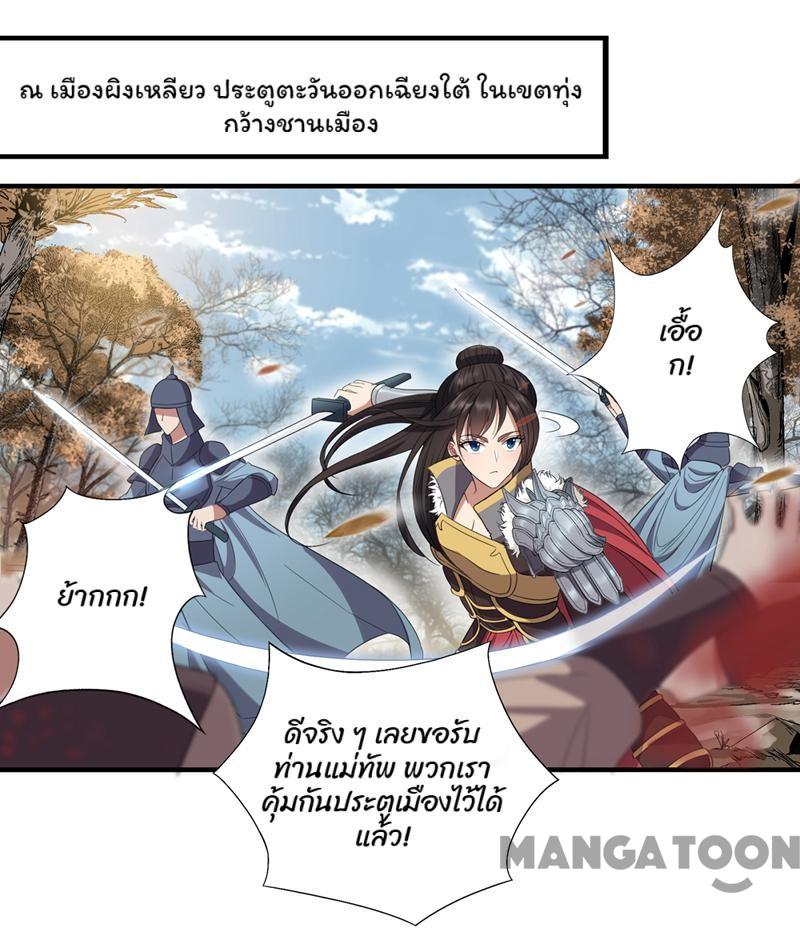 ณ เมืองผิงเหลียว ประตูตะวันออกเฉียงใต้ ในเขตทุ่ง
กว้างชานเมือง
เอื้อ
ก!
ย้ากกก!
ดีจริง ๆ เลยขอรับ
ท่านแม่ทัพ พวกเรา
คุ้มกันประตูเมืองไว้ได้
แล้ว!
MANGATOON